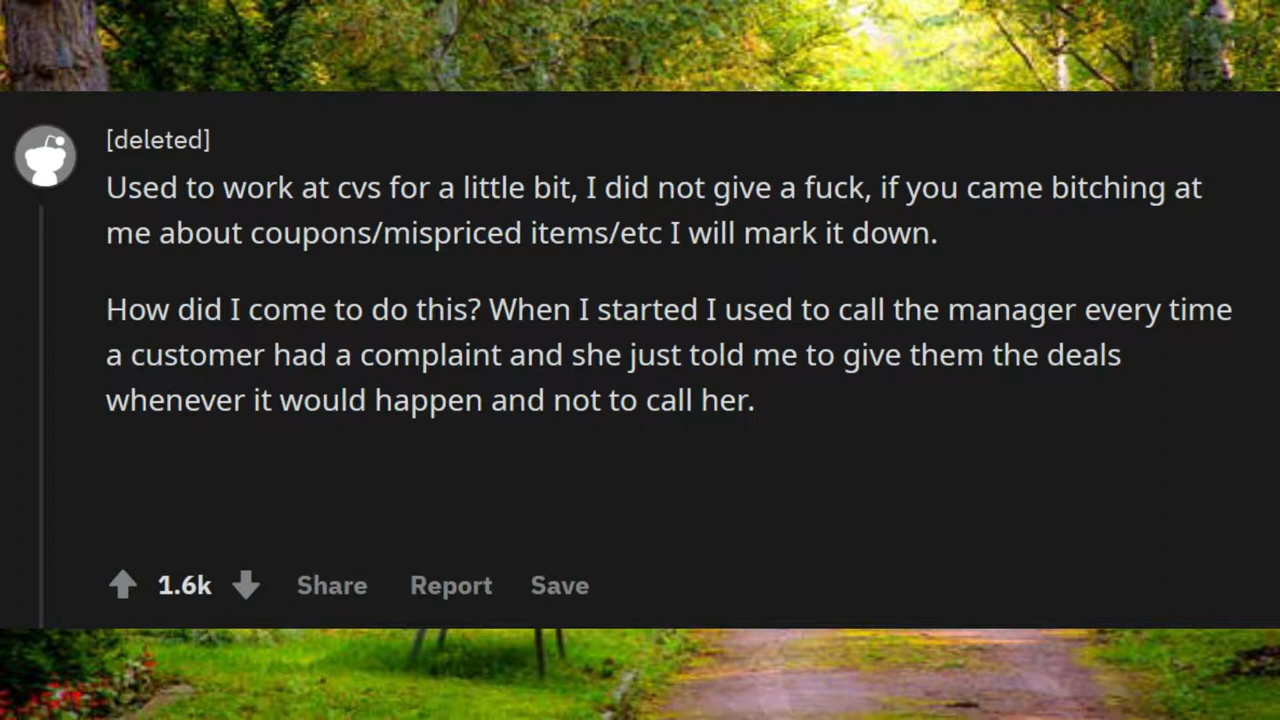 [deleted]
Used to work at cvs for a little bit, I did not give a fuck, if you came bitching at
me about coupons/mispriced items/etc I will mark it down.
How did I come to do this? When I started I used to call the manager every time
a customer had a complaint and she just told me to give them the deals
whenever it would happen and not to call her.
1.6k Share Report Save